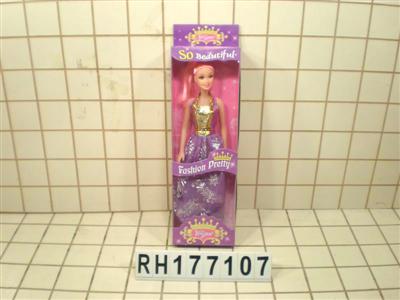 So Beautiful
Fashion Pretty
RH177107